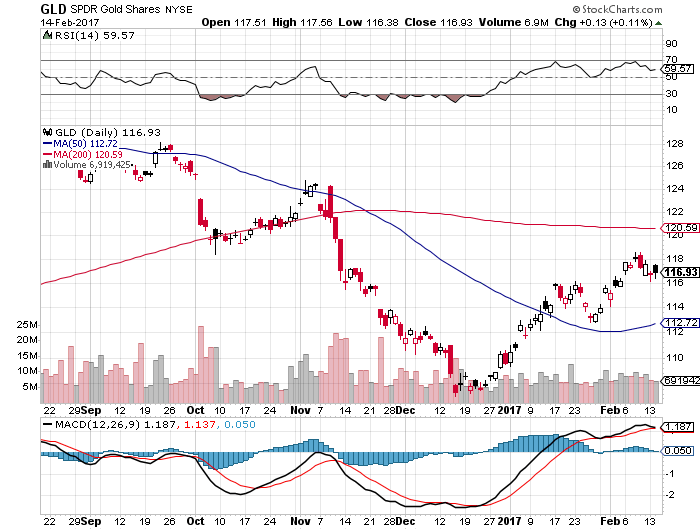 GLD SPDR Gold Shares NYSE © StockCharts.com
14-Feb-2017 Open 117.51 High 117.56 Low 116.38 Close 116.93 Volume 6.9M Chg +0.13 (+0.11%)
RSI(14) 59.57
90
70
59.57
50
30
10
GLD (Daily) 116.93
MA(50) 112.72
MA(200) 120.59
Volume 6,919,425
128
126
124
122
120.59
118
116.93
116
114
112.72
112
110
25M
20M
15M
10M
5M
6919425
22 29 Sep 12 19 26 Oct 10 17 24 Nov 7 14 21 28 Dec 12 19 27 2017 9 17 23 Feb 6 13
MACD(12,26,9) 1.187, 1.137, 0.050
1.187
0.050
-1
-2
22 29 Sep 12 19 26 Oct 10 17 24 Nov 7 14 21 28 Dec 12 19 27 2017 9 17 23 Feb 6 13